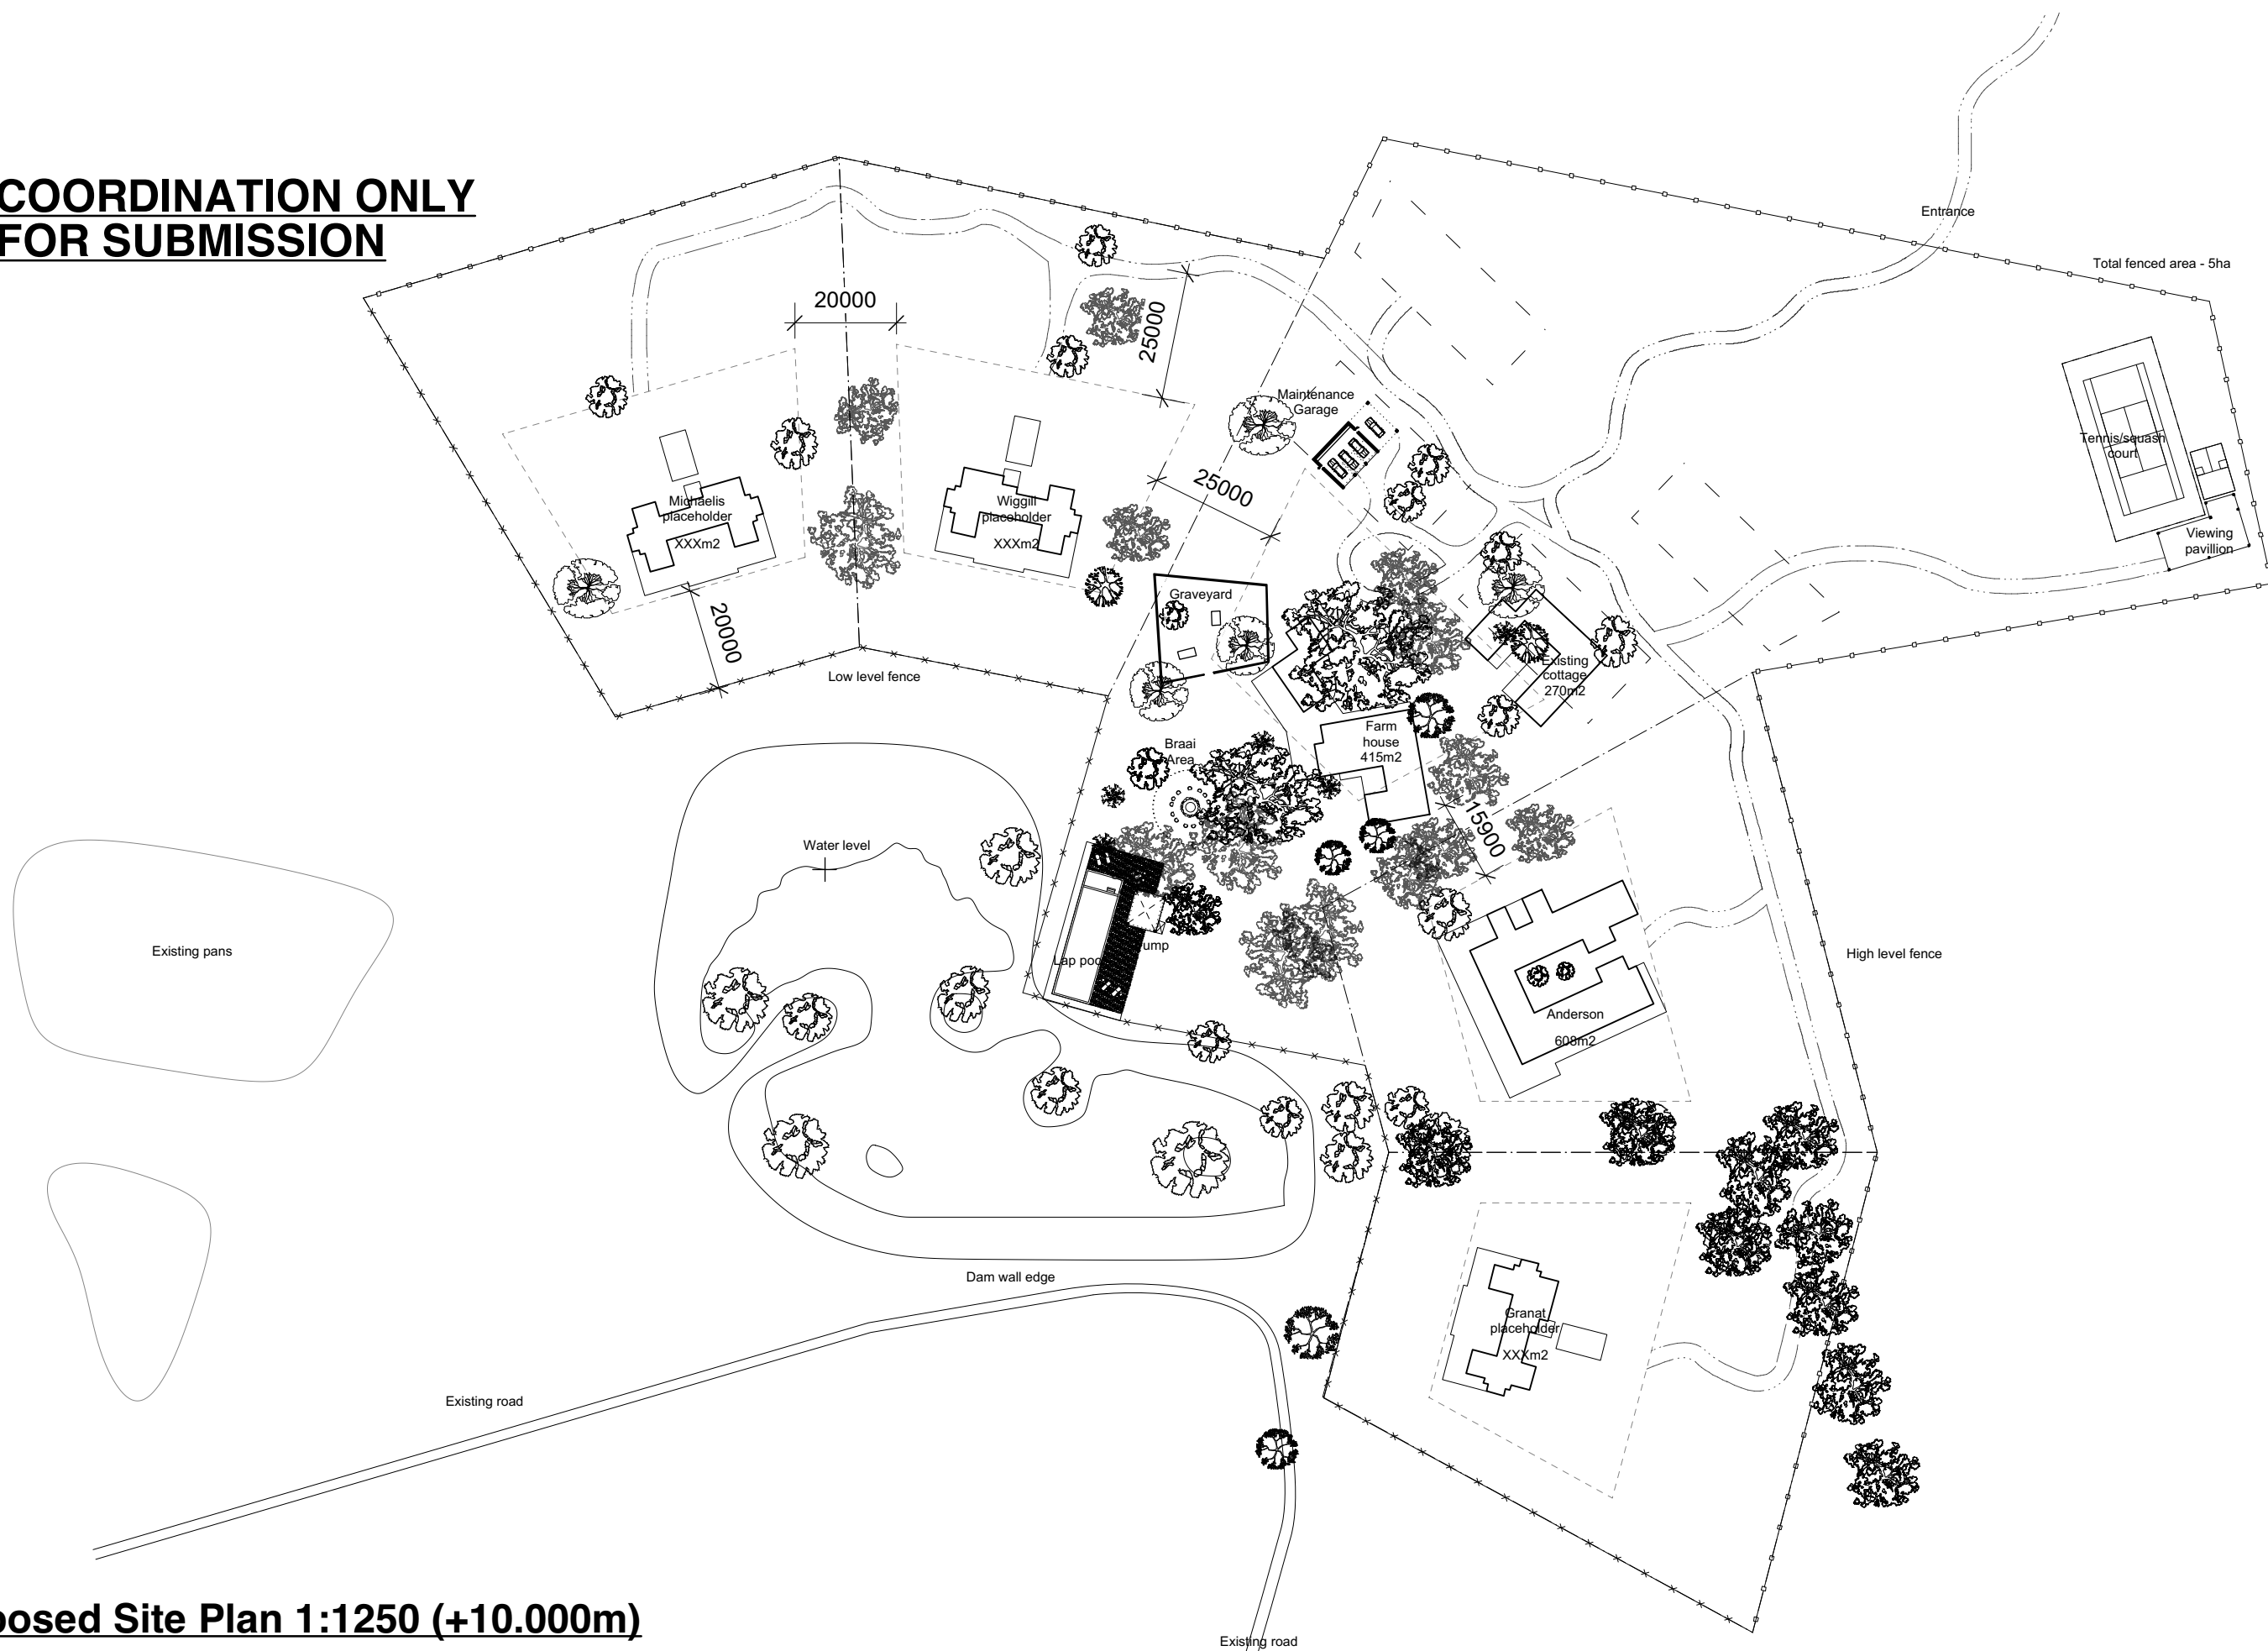 COORDINATION ONLY
FOR SUBMISSION
Entrance
Total fenced area - 5ha
20000
25000
Maintenance
Garage
Tennis/squash
court
Viewing
pavillion
25000
Michaelis
placeholder
XXXm2
Wiggill
placeholder
XXXm2
20000
Graveyard
Low level fence
Existing
cottage
270m2
Farm
house
415m2
Braai
Area
15900
Water level
Existing pans
Lap poo
ump
High level fence
Anderson
608m2
Dam wall edge
Granat
placeholder
XXXm2
Existing road
posed Site Plan 1:1250 (+10.000m)
Existing road